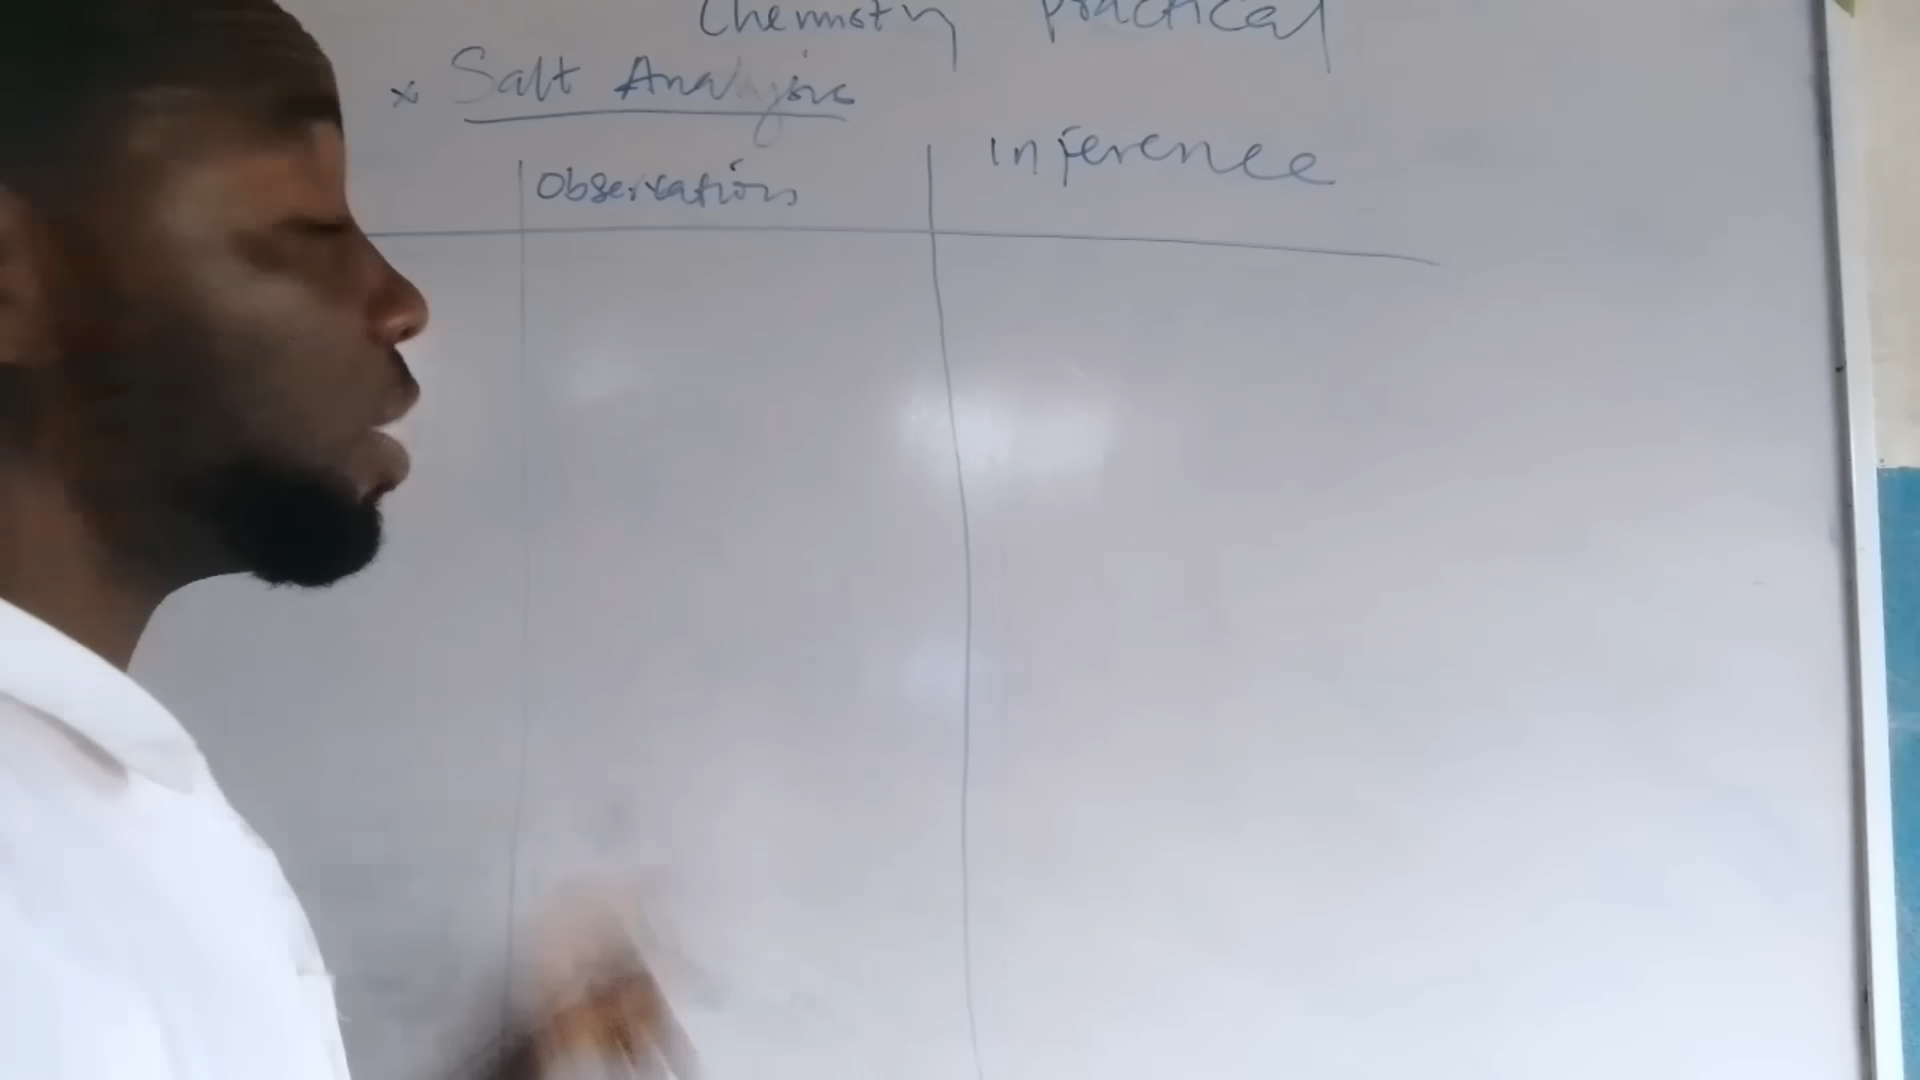 Chemistry Practical
x Salt Analysis
Observations
inference